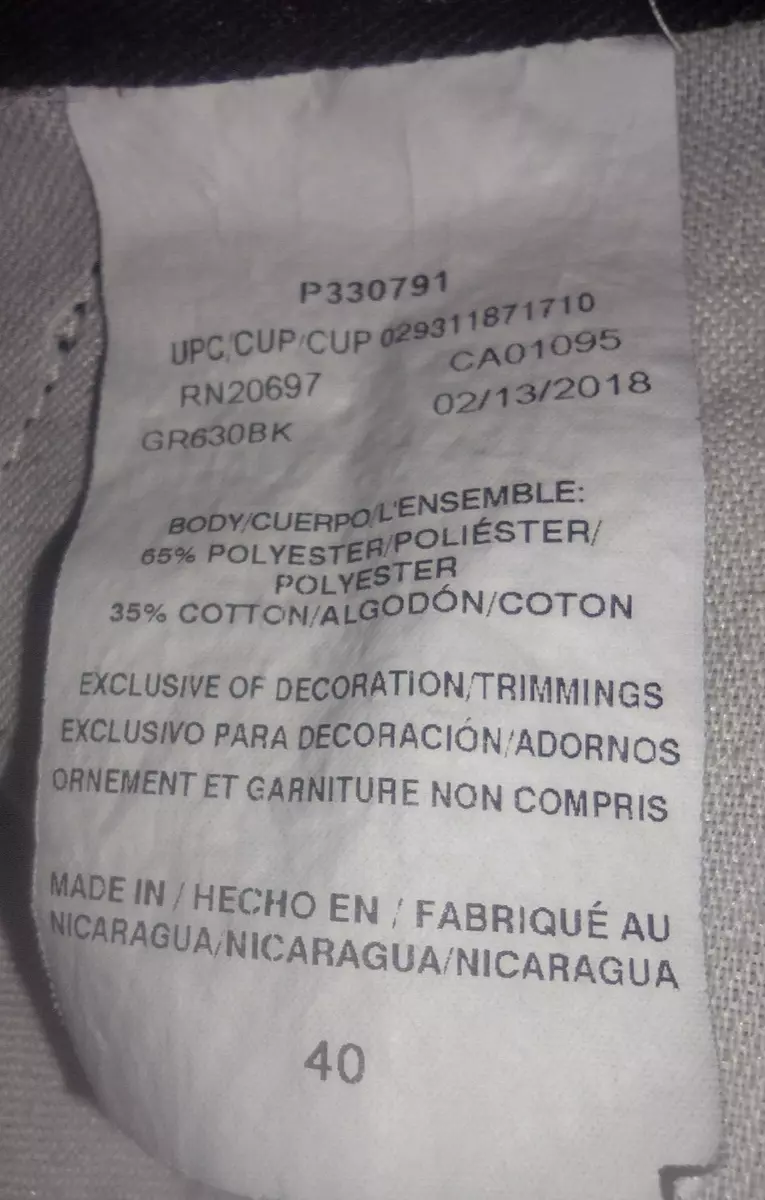 P330791
UPC/CUP/CUP 029311871710
RN20697 CA01095
GR630BK 02/13/2018
BODY/CUERPO/L'ENSEMBLE:
65% POLYESTER/POLIÉSTER/
POLYESTER
35% COTTON/ALGODÓN/COTON
EXCLUSIVE OF DECORATION/TRIMMINGS
EXCLUSIVO PARA DECORACIÓN/ADORNOS
ORNEMENT ET GARNITURE NON COMPRIS
MADE IN / HECHO EN / FABRIQUÉ AU
NICARAGUA/NICARAGUA/NICARAGUA
40